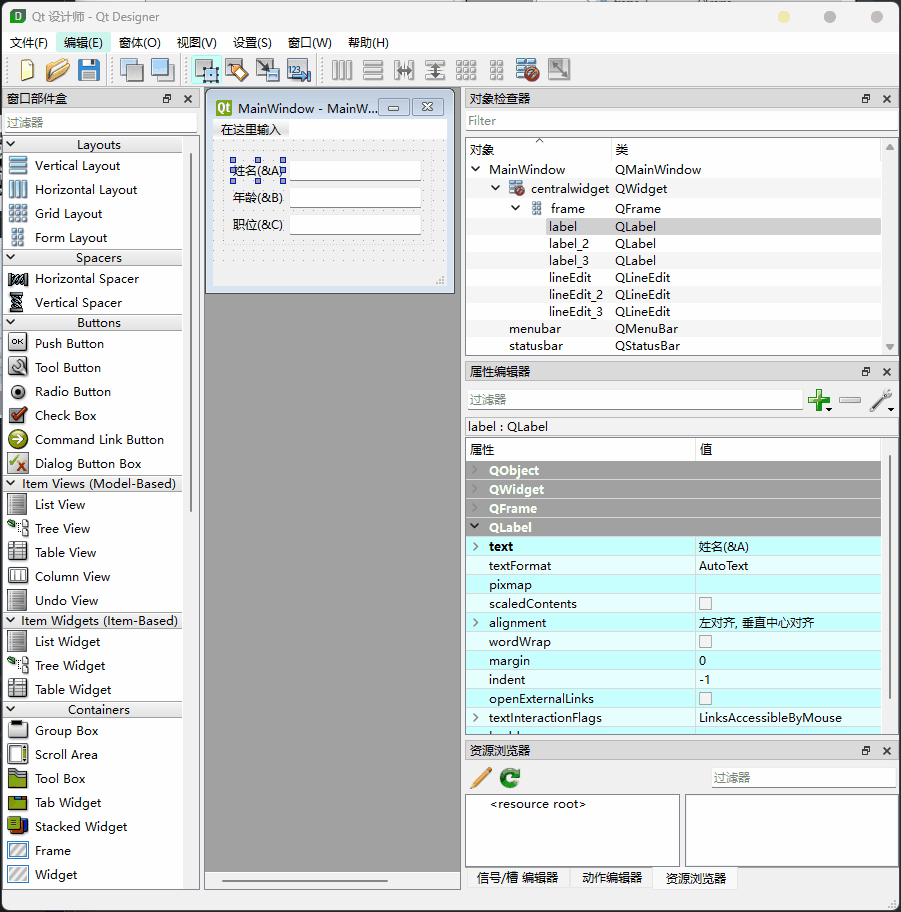 Qt 设计师 - Qt Designer
文件(F) 编辑(E) 窗体(O) 视图(V) 设置(S) 窗口(W) 帮助(H)
窗口部件盒
过滤器
Layouts
Vertical Layout
Horizontal Layout
Grid Layout
Form Layout
Spacers
Horizontal Spacer
Vertical Spacer
Buttons
Push Button
Tool Button
Radio Button
Check Box
Command Link Button
Dialog Button Box
Item Views (Model-Based)
List View
Tree View
Table View
Column View
Undo View
Item Widgets (Item-Based)
List Widget
Tree Widget
Table Widget
Containers
Group Box
Scroll Area
Tool Box
Tab Widget
Stacked Widget
Frame
Widget
MainWindow - MainW...
在这里输入
姓名(&A)
年龄(&B)
职位(&C)
对象检查器
Filter
对象 类
MainWindow QMainWindow
centralwidget QWidget
frame QFrame
label QLabel
label_2 QLabel
label_3 QLabel
lineEdit QLineEdit
lineEdit_2 QLineEdit
lineEdit_3 QLineEdit
menubar QMenuBar
statusbar QStatusBar
属性编辑器
过滤器
label : QLabel
属性 值
QObject
QWidget
QFrame
QLabel
text 姓名(&A)
textFormat AutoText
pixmap
scaledContents
alignment 左对齐, 垂直中心对齐
wordWrap
margin 0
indent -1
openExternalLinks
textInteractionFlags LinksAccessibleByMouse
资源浏览器
过滤器
<resource root>
信号/槽 编辑器 动作编辑器 资源浏览器